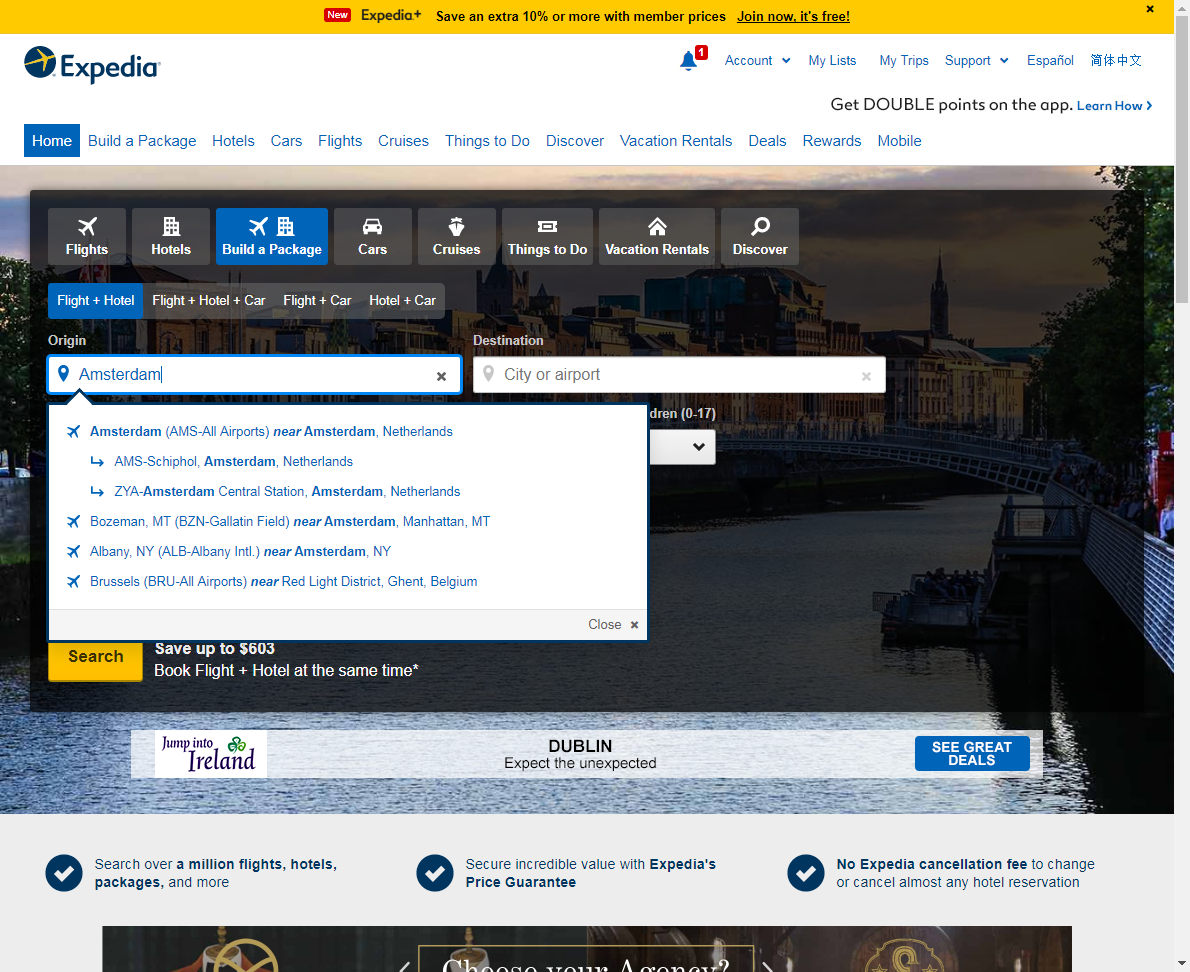 New Expedia+ Save an extra 10% or more with member prices Join now, it's free!
Expedia
1 Account My Lists My Trips Support Español 简体中文
Get DOUBLE points on the app. Learn How
Home Build a Package Hotels Cars Flights Cruises Things to Do Discover Vacation Rentals Deals Rewards Mobile
Flights Hotels Build a Package Cars Cruises Things to Do Vacation Rentals Discover
Flight + Hotel Flight + Hotel + Car Flight + Car Hotel + Car
Origin Destination
Amsterdam City or airport
dren (0-17)
Amsterdam (AMS-All Airports) near Amsterdam, Netherlands
AMS-Schiphol, Amsterdam, Netherlands
ZYA-Amsterdam Central Station, Amsterdam, Netherlands
Bozeman, MT (BZN-Gallatin Field) near Amsterdam, Manhattan, MT
Albany, NY (ALB-Albany Intl.) near Amsterdam, NY
Brussels (BRU-All Airports) near Red Light District, Ghent, Belgium
Close
Search Save up to $603
Book Flight + Hotel at the same time*
Jump into
Ireland
DUBLIN
Expect the unexpected
SEE GREAT
DEALS
Search over a million flights, hotels,
packages, and more
Secure incredible value with Expedia's
Price Guarantee
No Expedia cancellation fee to change
or cancel almost any hotel reservation
Choose your Agency?